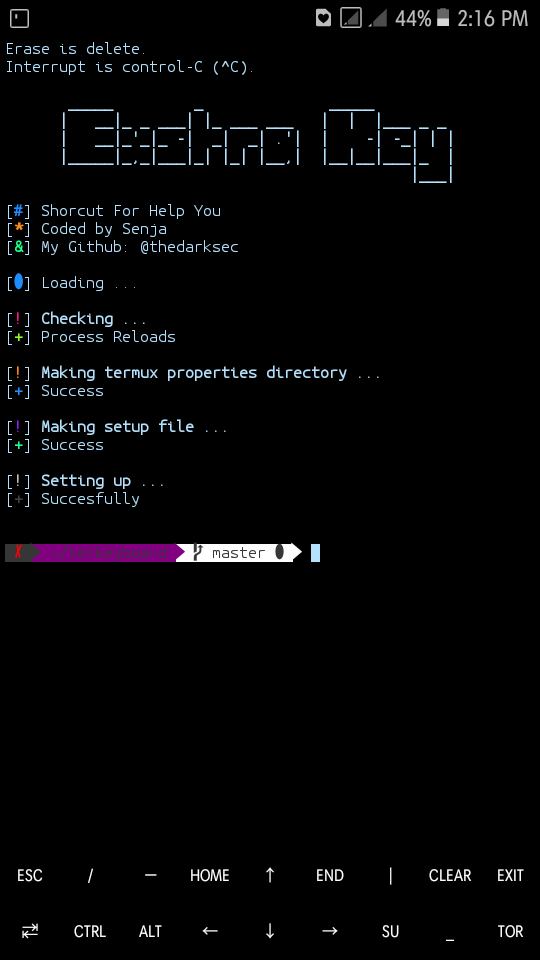 44% 2:16 PM
Erase is delete.
Interrupt is control-C (^C).
Extra Key
[#] Shorcut For Help You
[*] Coded by Senja
[&] My Github: @thedarksec
[●] Loading ...
[!] Checking ...
[+] Process Reloads
[!] Making termux properties directory ...
[+] Success
[!] Making setup file ...
[+] Success
[!] Setting up ...
[+] Succesfully
✗ master ●
ESC / — HOME ↑ END | CLEAR EXIT
⇄ CTRL ALT ← ↓ → SU _ TOR